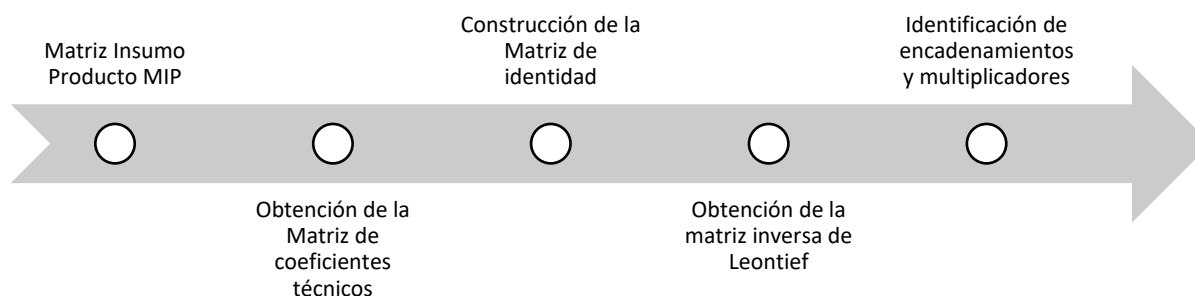 Matriz Insumo
Producto MIP
Obtención de la
Matriz de
coeficientes
técnicos
Construcción de la
Matriz de
identidad
Obtención de la
matriz inversa de
Leontief
Identificación de
encadenamientos
y multiplicadores